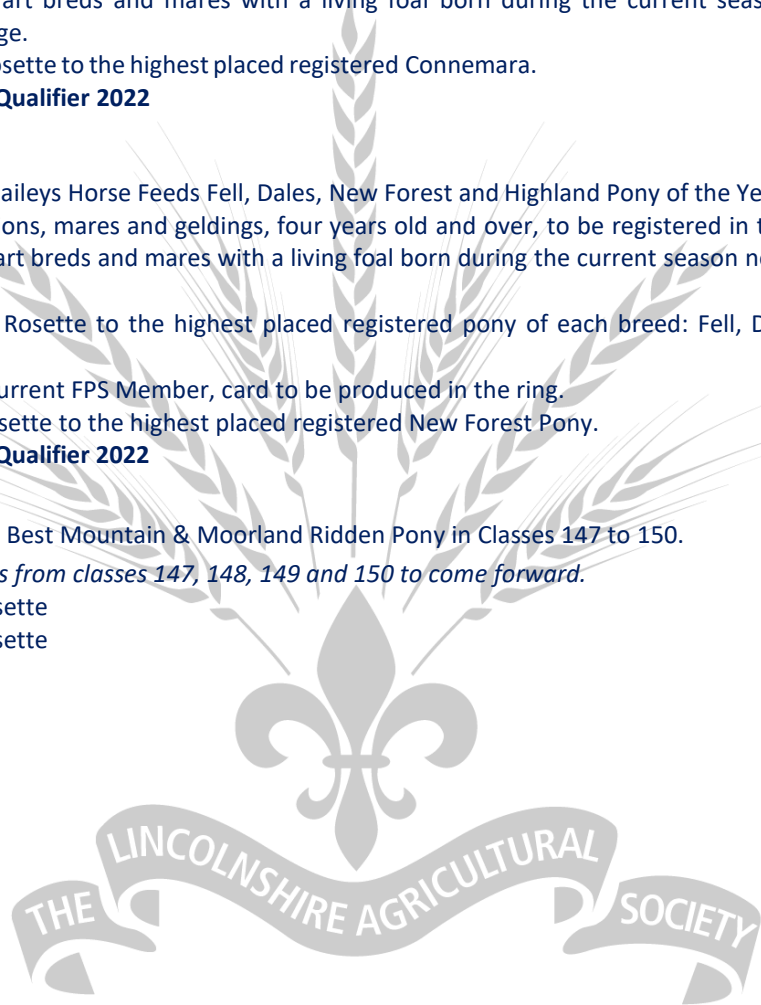 art breds and mares with a living foal born during the current seas
ge.
osette to the highest placed registered Connemara.
Qualifier 2022
aileys Horse Feeds Fell, Dales, New Forest and Highland Pony of the Ye
ons, mares and geldings, four years old and over, to be registered in t
art breds and mares with a living foal born during the current season n
Rosette to the highest placed registered pony of each breed: Fell, D
urrent FPS Member, card to be produced in the ring.
sette to the highest placed registered New Forest Pony.
Qualifier 2022
Best Mountain & Moorland Ridden Pony in Classes 147 to 150.
s from classes 147, 148, 149 and 150 to come forward.
sette
sette
THE LINCOLNSHIRE AGRICULTURAL SOCIETY